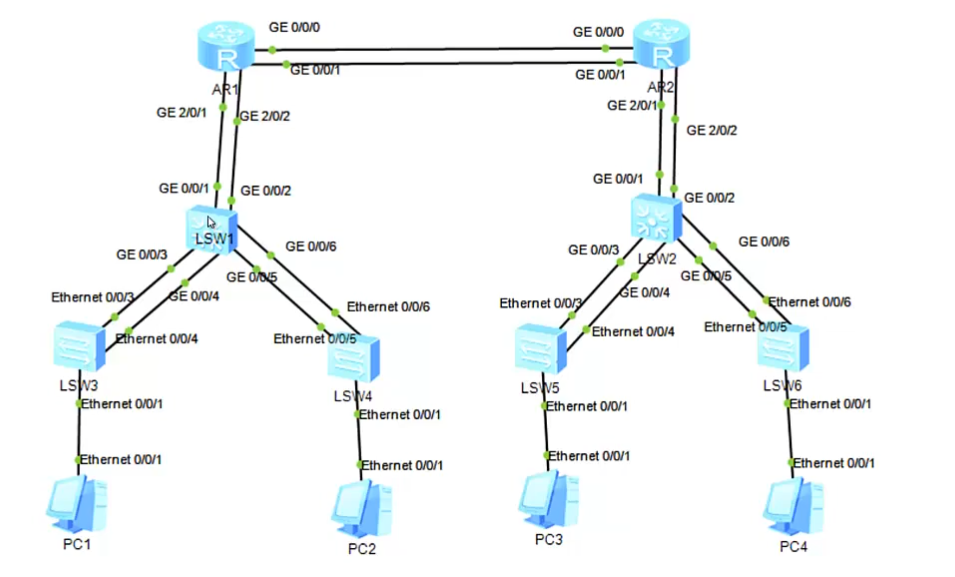 GE 0/0/0
GE 0/0/0
R
R
GE 0/0/1
GE 0/0/1
AR1
AR2
GE 2/0/1
GE 2/0/2
GE 2/0/1
GE 2/0/2
GE 0/0/1
GE 0/0/2
GE 0/0/1
GE 0/0/2
LSW1
LSW2
GE 0/0/3
GE 0/0/6
GE 0/0/3
GE 0/0/6
GE 0/0/4
GE 0/0/5
GE 0/0/4
GE 0/0/5
Ethernet 0/0/3
Ethernet 0/0/6
Ethernet 0/0/3
Ethernet 0/0/6
Ethernet 0/0/4
Ethernet 0/0/5
Ethernet 0/0/4
Ethernet 0/0/5
LSW3
LSW4
LSW5
LSW6
Ethernet 0/0/1
Ethernet 0/0/1
Ethernet 0/0/1
Ethernet 0/0/1
Ethernet 0/0/1
Ethernet 0/0/1
Ethernet 0/0/1
Ethernet 0/0/1
PC1
PC2
PC3
PC4